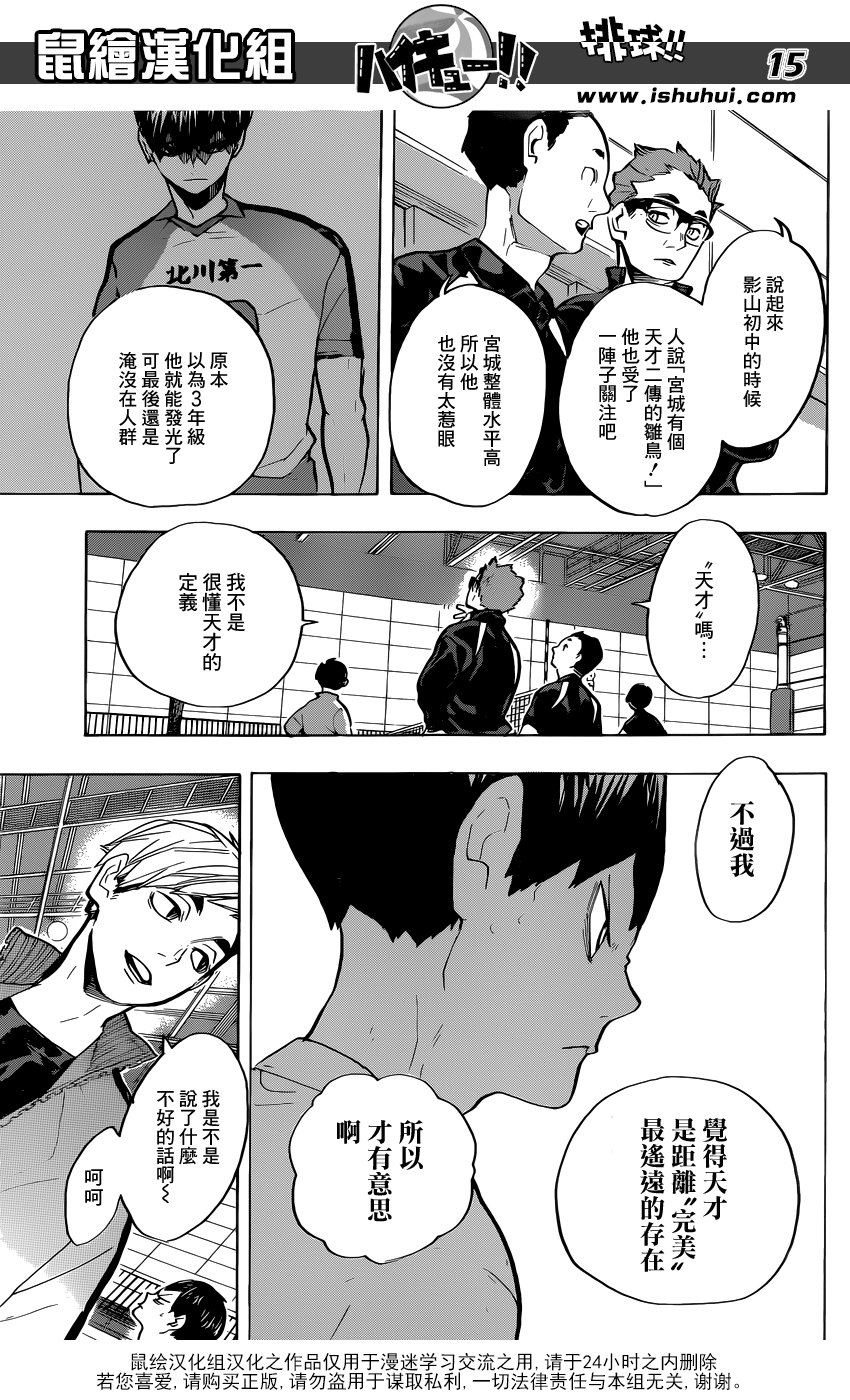 鼠繪漢化組
ハイキュー!!
排球!!
15
www.ishuhui.com
說起來
影山初中的時候
人說「宮城有個
天才二傳的雛鳥！」
他也受了
一陣子關注吧
宮城整體水平高
所以他
也沒有太惹眼
北川第一
原本
以為3年級
他就能發光了
可最後還是
淹沒在人群
〝天才〞嗎…
我不是
很懂天才的
定義
不過我
覺得天才
是距離〝完美〞
最遙遠的存在
所以
才有意思
啊
我是不是
說了什麼
不好的話啊~
呵呵
鼠绘汉化组汉化之作品仅用于漫迷学习交流之用,请于24小时之内删除
若您喜爱,请购买正版,请勿盗用于谋取私利,一切法律责任与本组无关,谢谢。